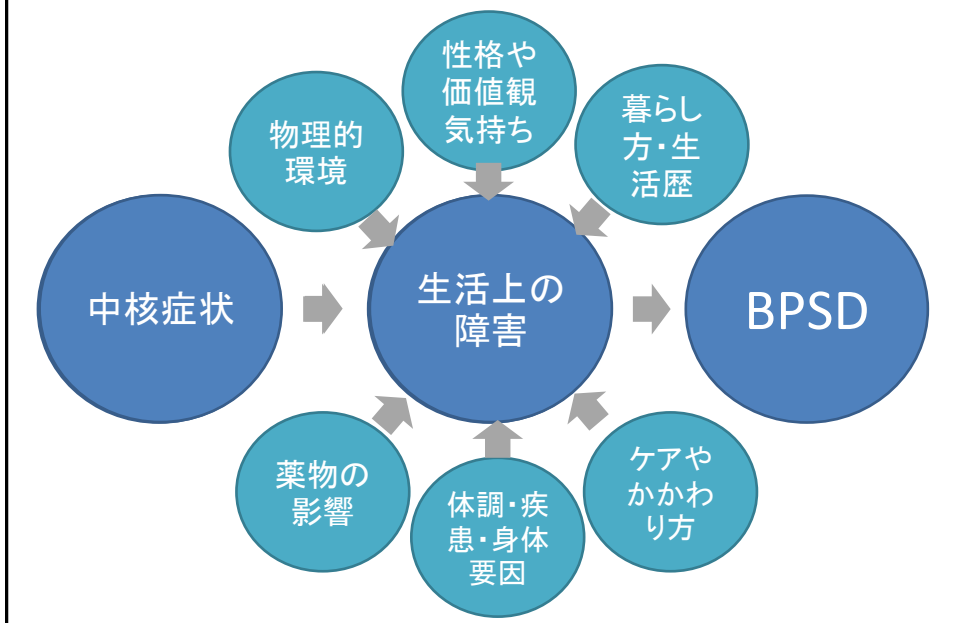 性格や
価値観
気持ち
物理的
環境
暮らし
方・生
活歴
中核症状
生活上の
障害
BPSD
薬物の
影響
体調・疾
患・身体
要因
ケアや
かかわ
り方